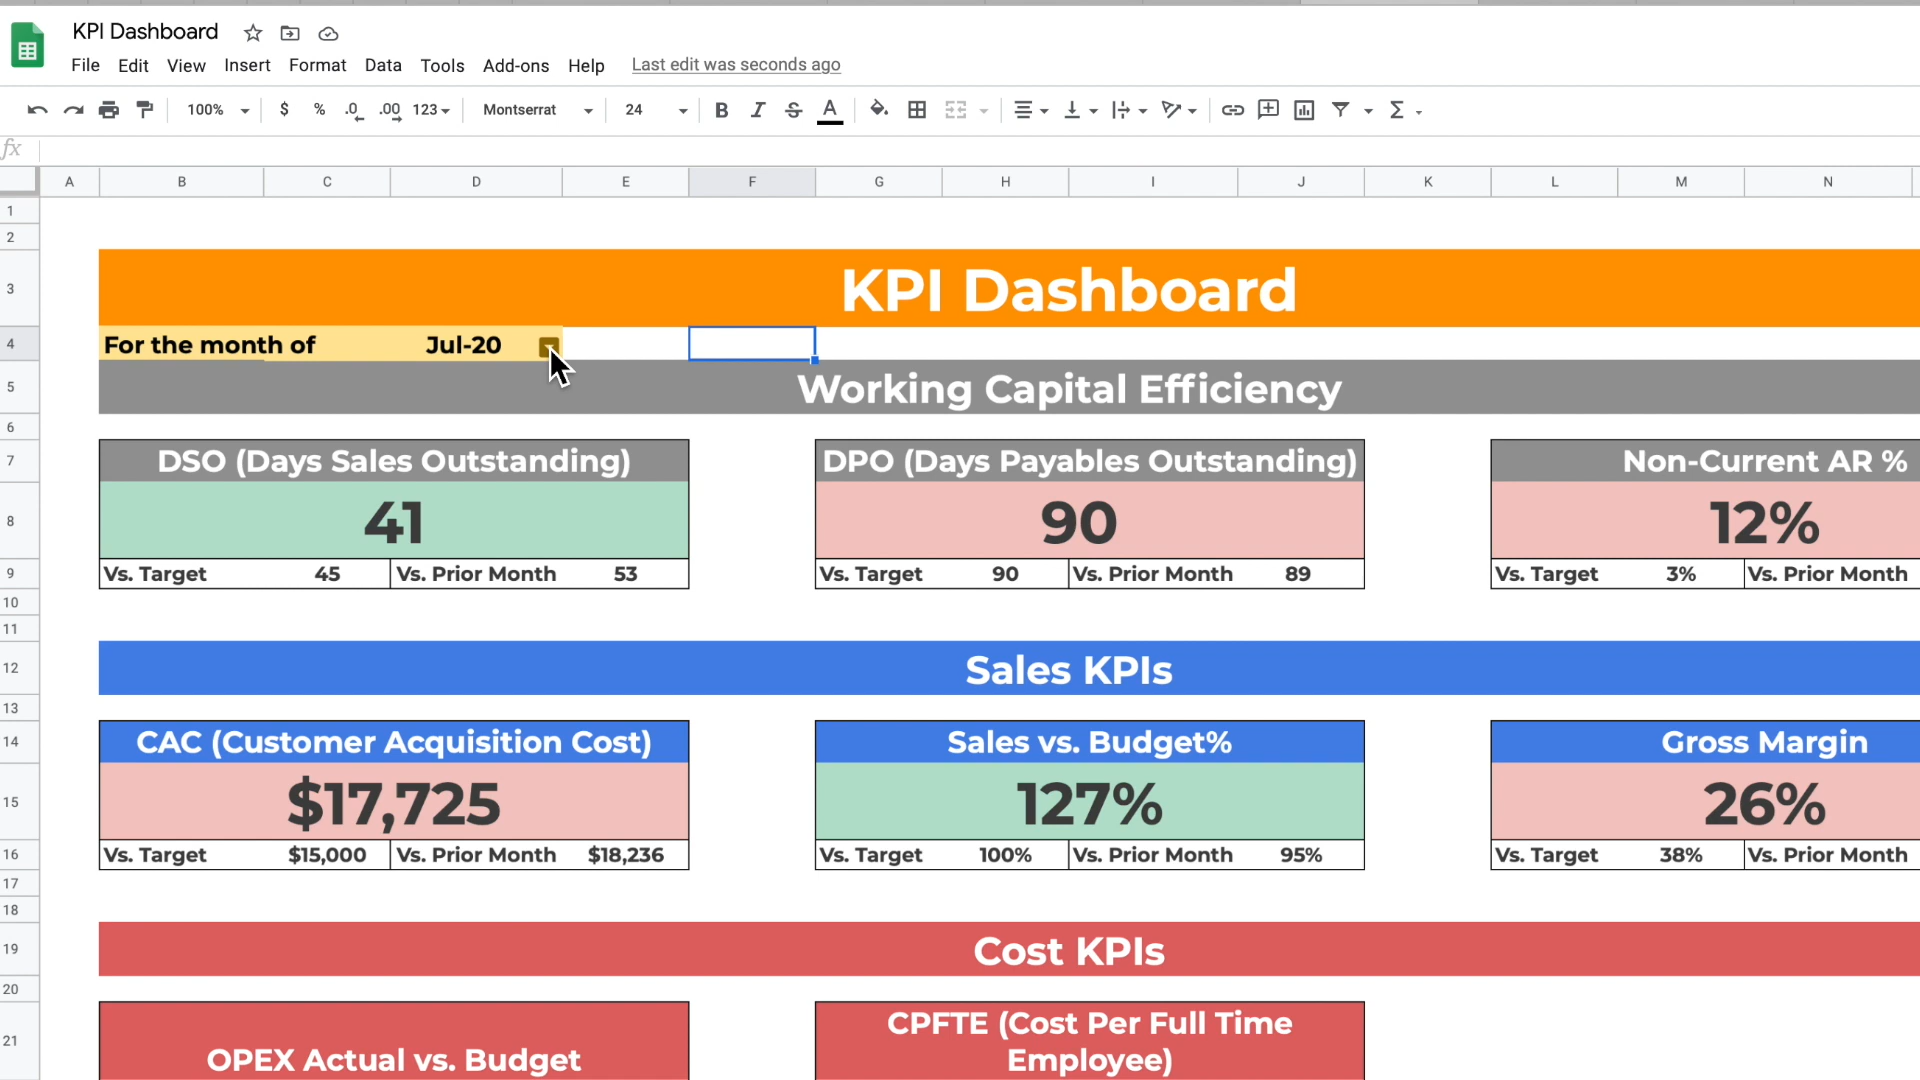 KPI Dashboard
File Edit View Insert Format Data Tools Add-ons Help Last edit was seconds ago
100% $ % .0 .00 123 Montserrat 24 B I S A Σ
fx
A B C D E F G H I J K L M N
1
2
3 KPI Dashboard
4 For the month of Jul-20
5 Working Capital Efficiency
6
7 DSO (Days Sales Outstanding) DPO (Days Payables Outstanding) Non-Current AR %
8 41 90 12%
9 Vs. Target 45 Vs. Prior Month 53 Vs. Target 90 Vs. Prior Month 89 Vs. Target 3% Vs. Prior Month
10
11
12 Sales KPIs
13
14 CAC (Customer Acquisition Cost) Sales vs. Budget% Gross Margin
15 $17,725 127% 26%
16 Vs. Target $15,000 Vs. Prior Month $18,236 Vs. Target 100% Vs. Prior Month 95% Vs. Target 38% Vs. Prior Month
17
18
19 Cost KPIs
20
21 OPEX Actual vs. Budget CPFTE (Cost Per Full Time
Employee)